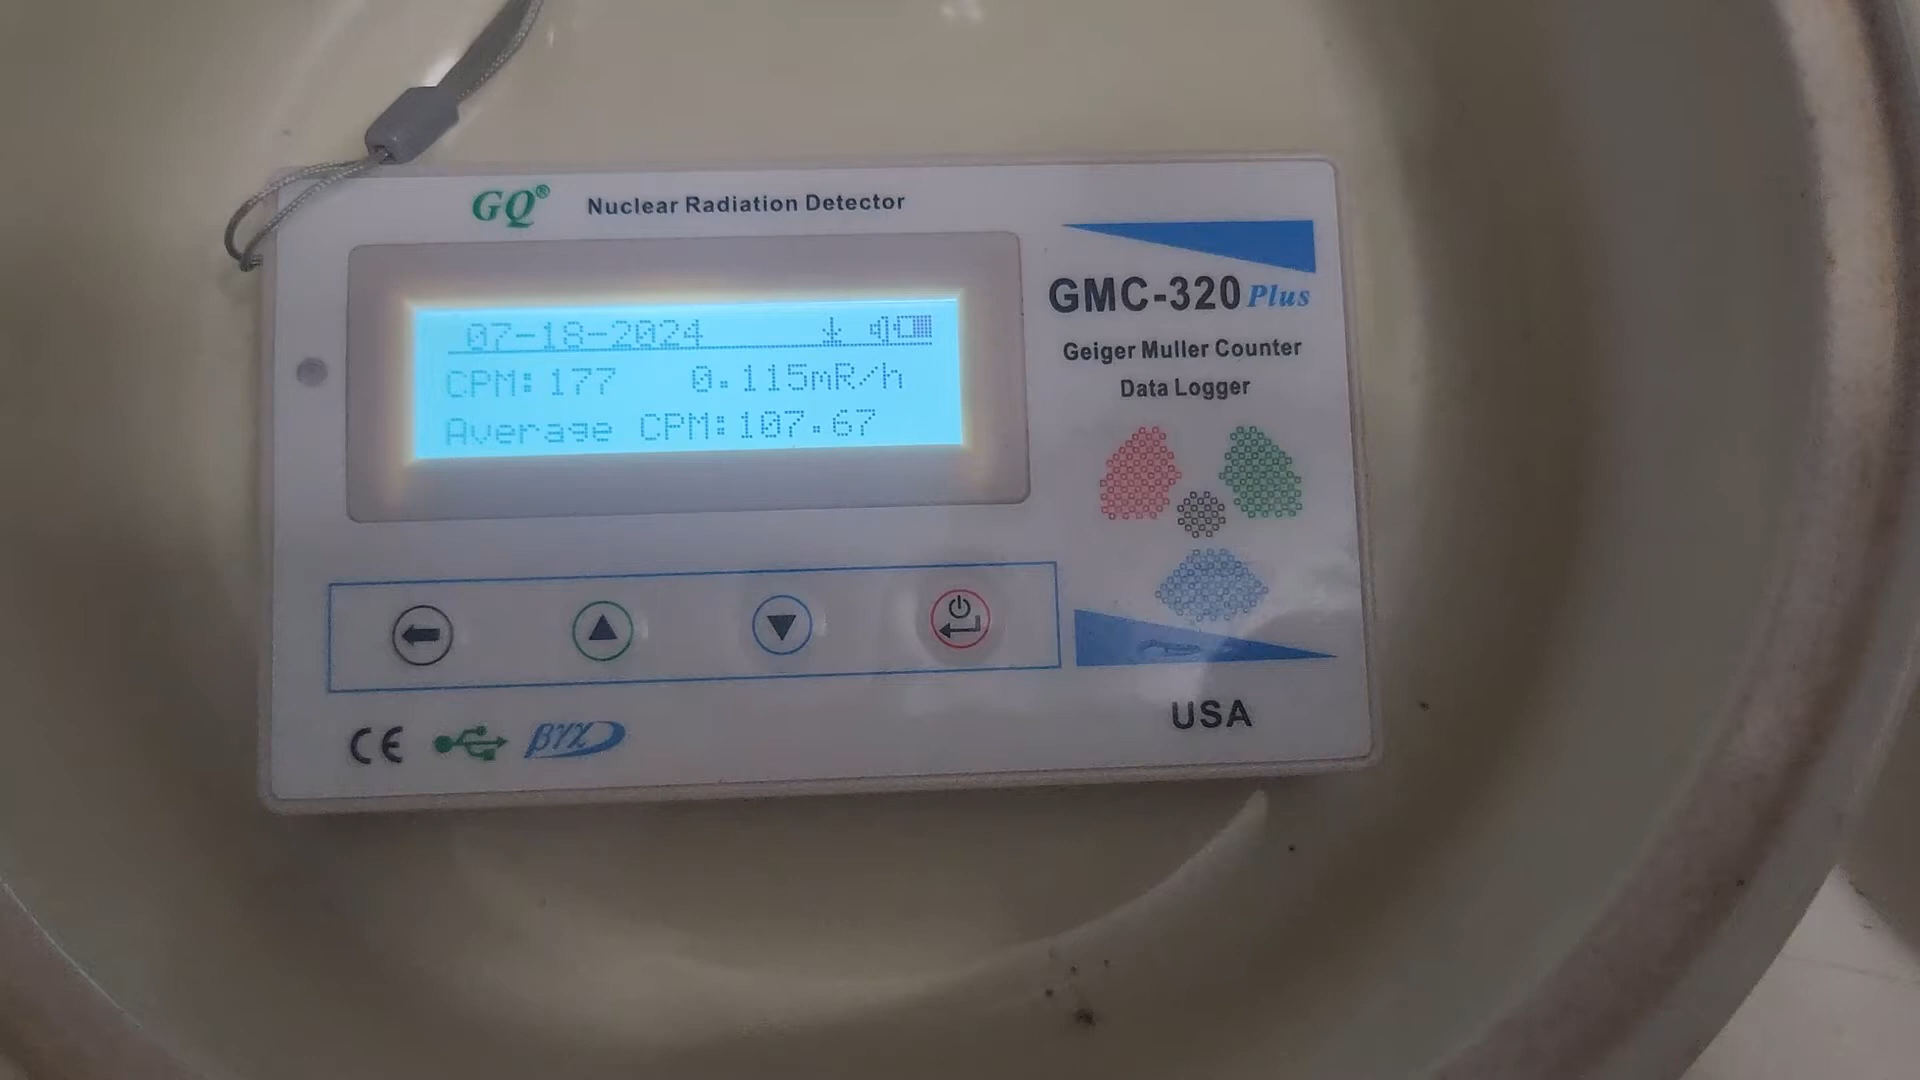 GQ® Nuclear Radiation Detector
07-18-2024
CPM:177 0.115mR/h
Average CPM:107.67
GMC-320 Plus
Geiger Muller Counter
Data Logger
CE
βγχ
USA